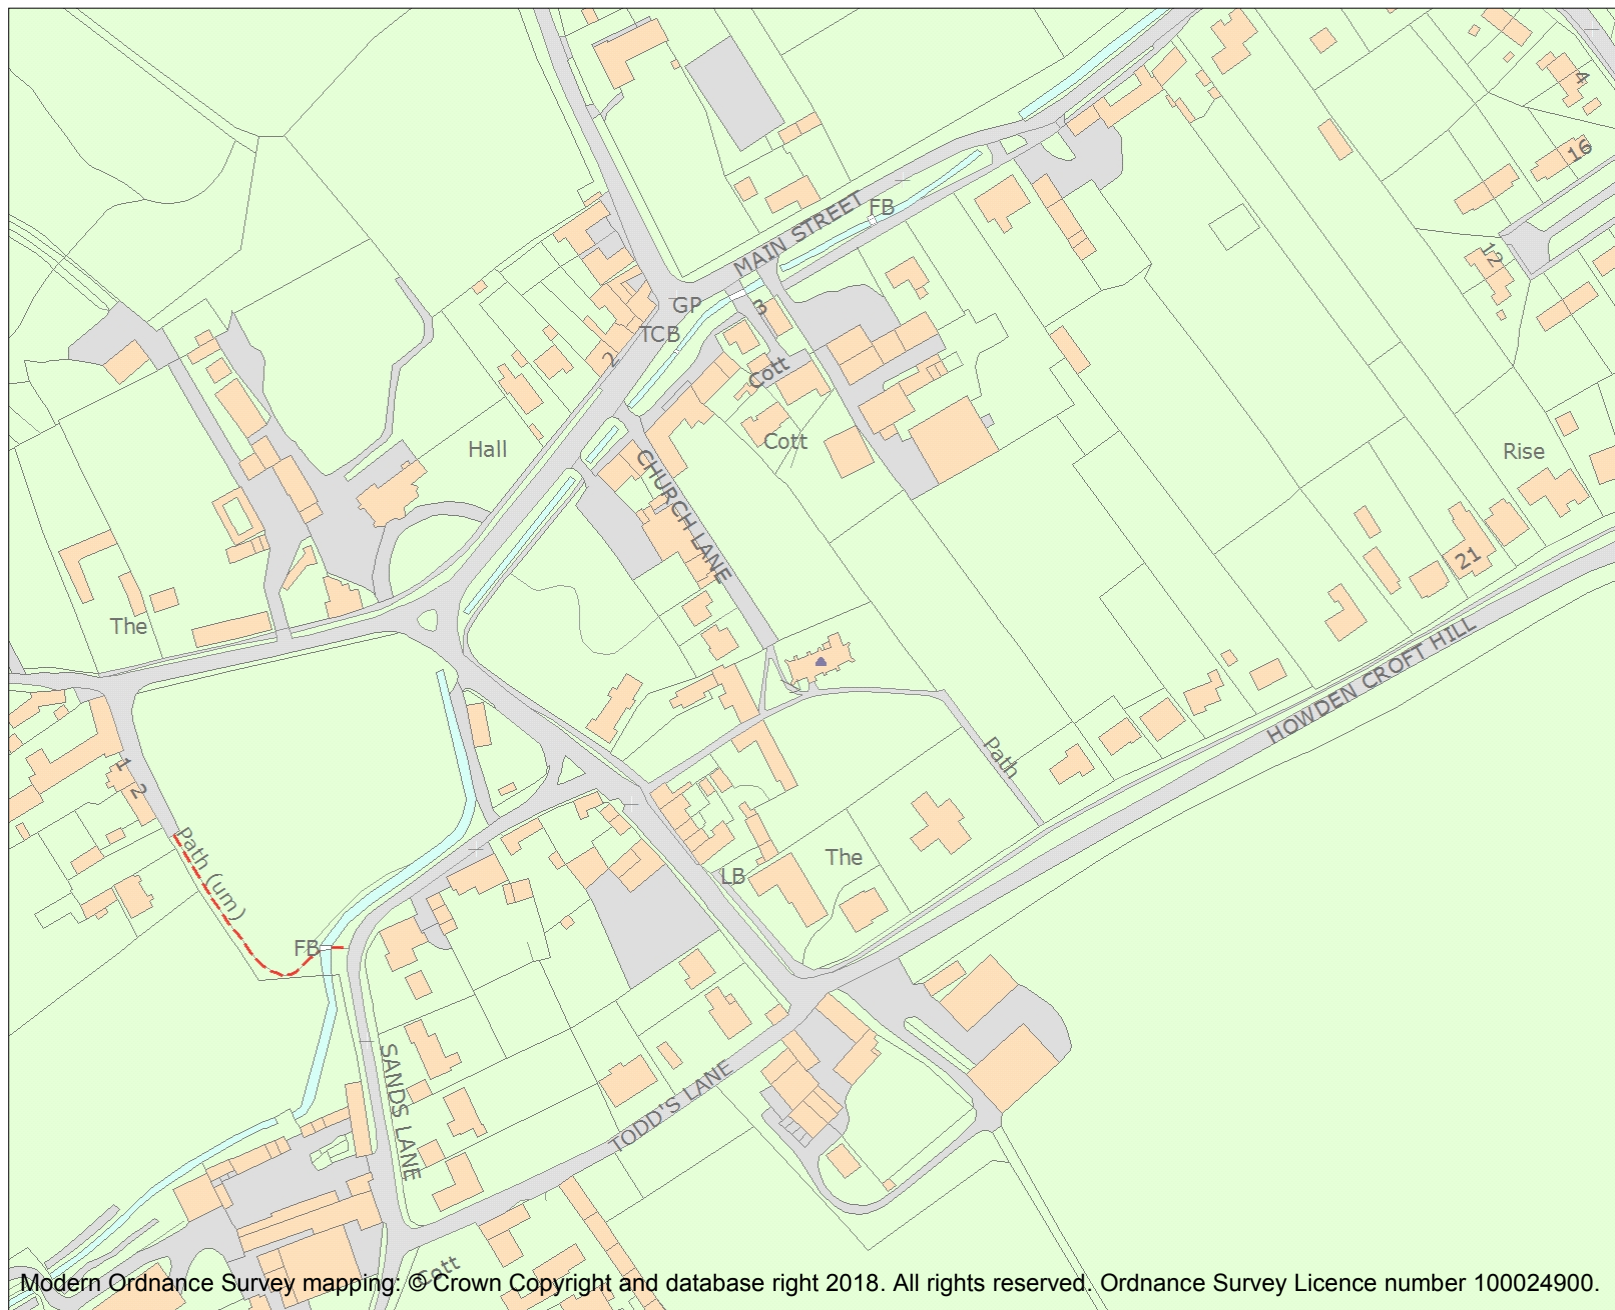 4
16
MAIN STREET
FB
12
GP
3
TCB
2
Cott
Hall
Cott
Rise
CHURCH LANE
21
The
HOWDEN CROFT HILL
Path
1
2
Path (um)
The
LB
FB
SANDS LANE
TODD'S LANE
Cott
Modern Ordnance Survey mapping: © Crown Copyright and database right 2018. All rights reserved. Ordnance Survey Licence number 100024900.